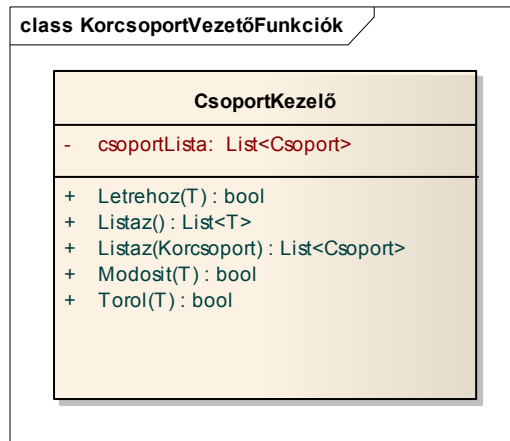 class KorcsoportVezetőFunkciók
CsoportKezelő
- csoportLista: List<Csoport>
+ Letrehoz(T) : bool
+ Listaz() : List<T>
+ Listaz(Korcsoport) : List<Csoport>
+ Modosit(T) : bool
+ Torol(T) : bool